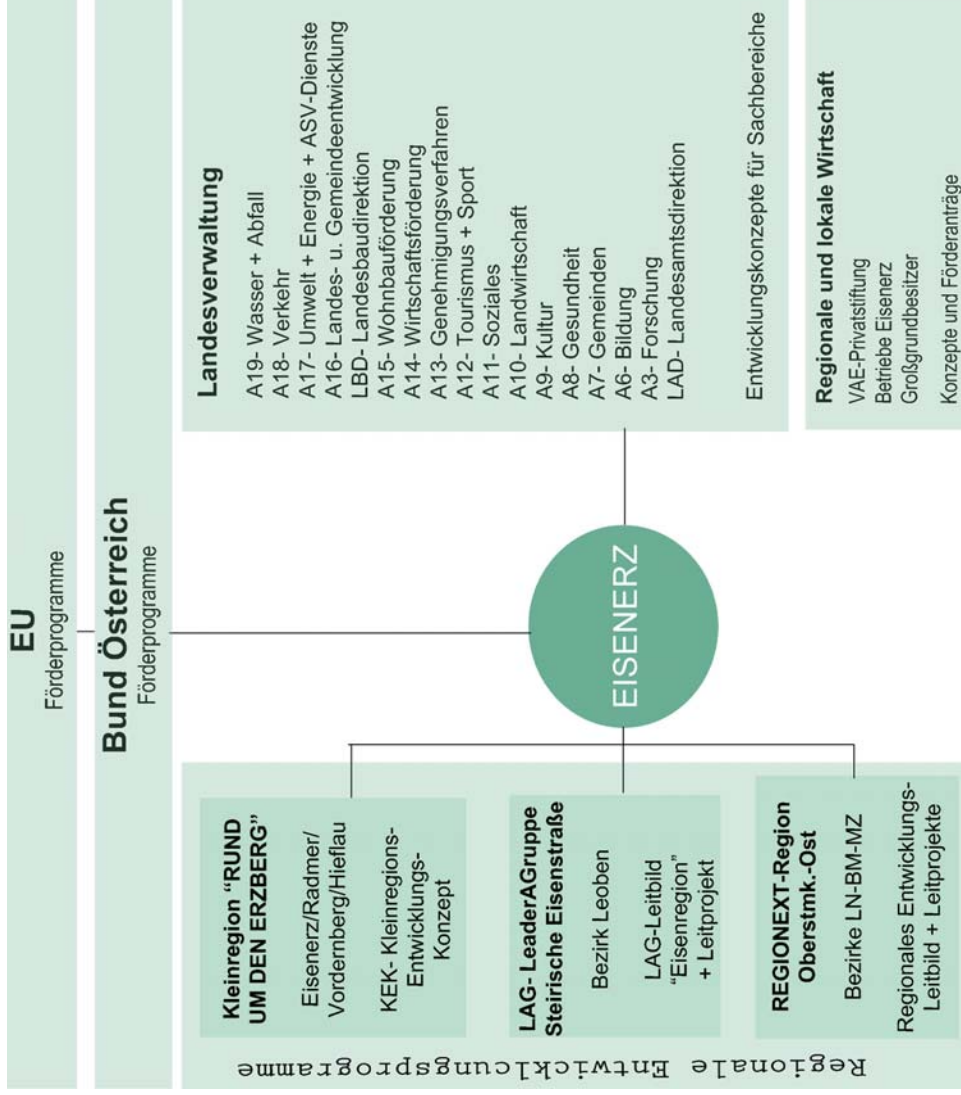 EU
Förderprogramme
Bund Österreich
Förderprogramme
Regionale Entwicklcungsprogramme
Kleinregion "RUND
UM DEN ERZBERG"
Eisenerz/Radmer/
Vordernberg/Hieflau
KEK- Kleinregions-
Entwicklungs-
Konzept
LAG- LeaderAGruppe
Steirische Eisenstraße
Bezirk Leoben
LAG-Leitbild
"Eisenregion"
+ Leitprojekt
REGIONEXT-Region
Oberstmk.-Ost
Bezirke LN-BM-MZ
Regionales Entwicklungs-
Leitbild + Leitprojekte
EISENERZ
Landesverwaltung
A19- Wasser + Abfall
A18- Verkehr
A17- Umwelt + Energie + ASV-Dienste
A16- Landes- u. Gemeindeentwicklung
LBD- Landesbaudirektion
A15- Wohnbauförderung
A14- Wirtschaftsförderung
A13- Genehmigungsverfahren
A12- Tourismus + Sport
A11- Soziales
A10- Landwirtschaft
A9- Kultur
A8- Gesundheit
A7- Gemeinden
A6- Bildung
A3- Forschung
LAD- Landesamtsdirektion
Entwicklungskonzepte für Sachbereiche
Regionale und lokale Wirtschaft
VAE-Privatstiftung
Betriebe Eisenerz
Großgrundbesitzer
Konzepte und Förderanträge